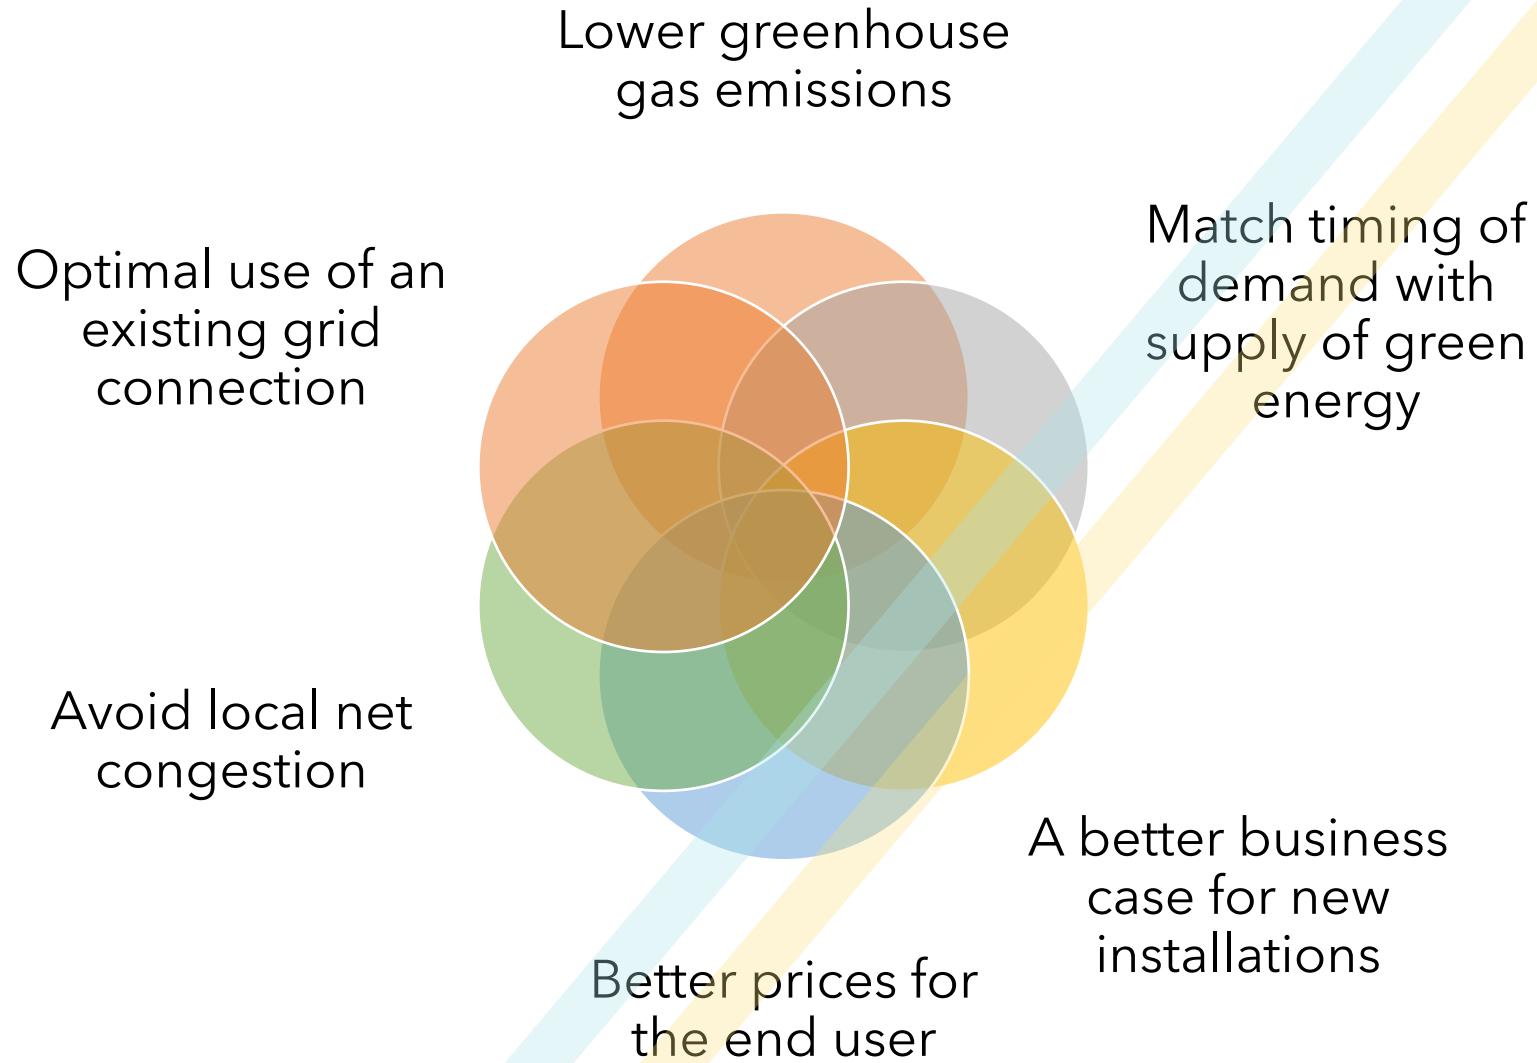 Lower greenhouse
gas emissions
Match timing of
demand with
supply of green
energy
Optimal use of an
existing grid
connection
Avoid local net
congestion
A better business
case for new
installations
Better prices for
the end user